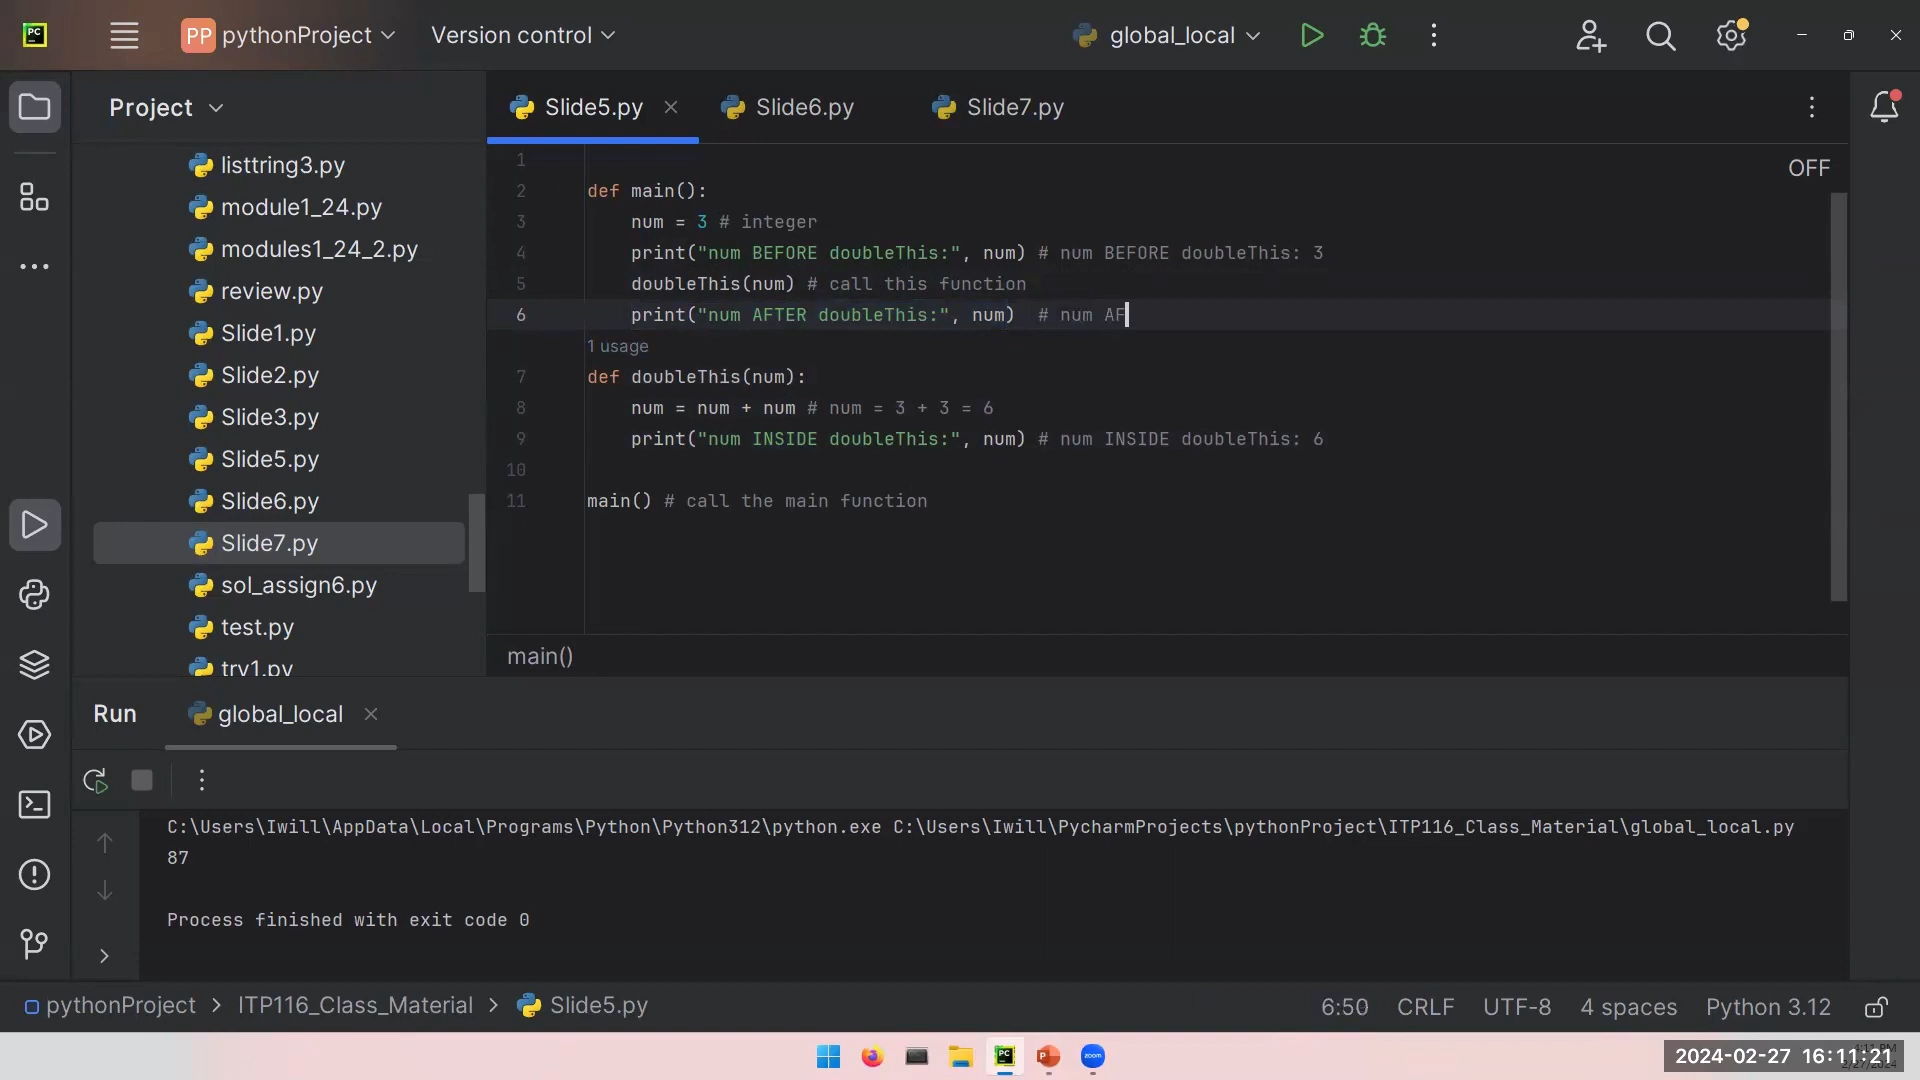 PC
PP pythonProject Version control global_local
Project
Slide5.py Slide6.py Slide7.py
listtring3.py
module1_24.py
modules1_24_2.py
review.py
Slide1.py
Slide2.py
Slide3.py
Slide5.py
Slide6.py
Slide7.py
sol_assign6.py
test.py
try1.py
OFF
1
2 def main():
3 num = 3 # integer
4 print("num BEFORE doubleThis:", num) # num BEFORE doubleThis: 3
5 doubleThis(num) # call this function
6 print("num AFTER doubleThis:", num)  # num AF
1 usage
7 def doubleThis(num):
8 num = num + num # num = 3 + 3 = 6
9 print("num INSIDE doubleThis:", num) # num INSIDE doubleThis: 6
10
11 main() # call the main function
main()
Run global_local
C:\Users\Iwill\AppData\Local\Programs\Python\Python312\python.exe C:\Users\Iwill\PycharmProjects\pythonProject\ITP116_Class_Material\global_local.py
87
Process finished with exit code 0
pythonProject > ITP116_Class_Material > Slide5.py 6:50 CRLF UTF-8 4 spaces Python 3.12
PC P zoom
2024-02-27 16:11:21